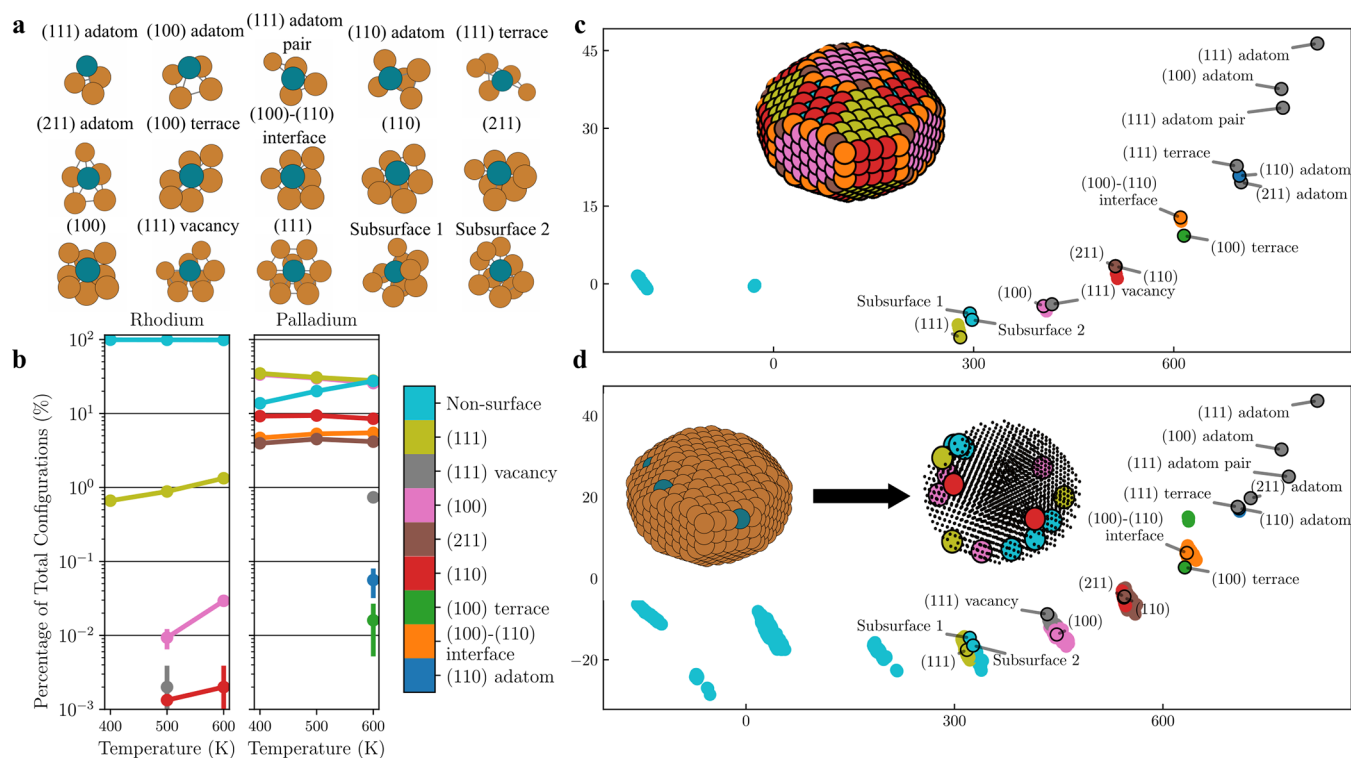 a
(111) adatom (100) adatom (111) adatom pair (110) adatom (111) terrace
(211) adatom (100) terrace (100)-(110) interface (110) (211)
(100) (111) vacancy (111) Subsurface 1 Subsurface 2
b
Rhodium Palladium
Percentage of Total Configurations (%)
10²
10¹
10⁰
10⁻¹
10⁻²
10⁻³
400 500 600 400 500 600
Temperature (K) Temperature (K)
Non-surface
(111)
(111) vacancy
(100)
(211)
(110)
(100) terrace
(100)-(110)
interface
(110) adatom
c
45
30
15
0
0 300 600
(111) adatom
(100) adatom
(111) adatom pair
(111) terrace
(110) adatom
(211) adatom
(100)-(110)
interface
(100) terrace
(211)
(110)
(100)
(111) vacancy
Subsurface 1
(111)
Subsurface 2
d
40
20
0
−20
0 300 600
(111) adatom
(100) adatom
(111) adatom pair
(211) adatom
(111) terrace
(110) adatom
(100)-(110)
interface
(100) terrace
(211)
(110)
(111) vacancy
(100)
Subsurface 1
(111)
Subsurface 2